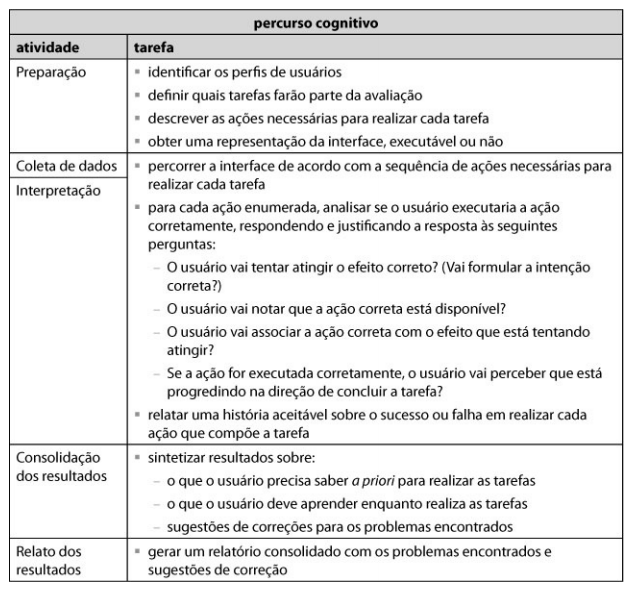 percurso cognitivo
atividade tarefa
Preparação
▪ identificar os perfis de usuários
▪ definir quais tarefas farão parte da avaliação
▪ descrever as ações necessárias para realizar cada tarefa
▪ obter uma representação da interface, executável ou não
Coleta de dados
Interpretação
▪ percorrer a interface de acordo com a sequência de ações necessárias para
realizar cada tarefa
▪ para cada ação enumerada, analisar se o usuário executaria a ação
corretamente, respondendo e justificando a resposta às seguintes
perguntas:
– O usuário vai tentar atingir o efeito correto? (Vai formular a intenção
correta?)
– O usuário vai notar que a ação correta está disponível?
– O usuário vai associar a ação correta com o efeito que está tentando
atingir?
– Se a ação for executada corretamente, o usuário vai perceber que está
progredindo na direção de concluir a tarefa?
▪ relatar uma história aceitável sobre o sucesso ou falha em realizar cada
ação que compõe a tarefa
Consolidação
dos resultados
▪ sintetizar resultados sobre:
– o que o usuário precisa saber a priori para realizar as tarefas
– o que o usuário deve aprender enquanto realiza as tarefas
– sugestões de correções para os problemas encontrados
Relato dos
resultados
▪ gerar um relatório consolidado com os problemas encontrados e
sugestões de correção